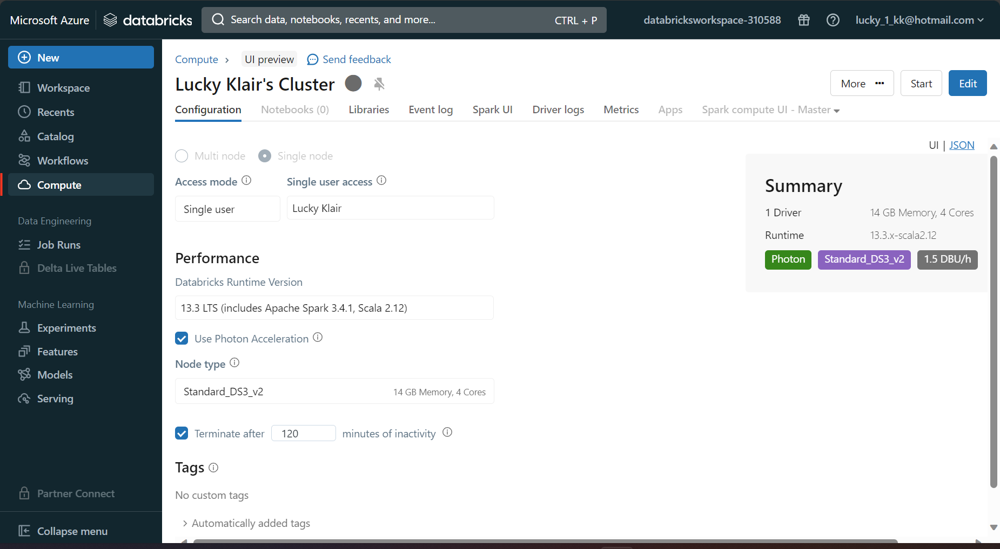 Microsoft Azure databricks Search data, notebooks, recents, and more... CTRL + P databricksworkspace-310588 lucky_1_kk@hotmail.com
New
Workspace
Recents
Catalog
Workflows
Compute
Data Engineering
Job Runs
Delta Live Tables
Machine Learning
Experiments
Features
Models
Serving
Partner Connect
Collapse menu
Compute > UI preview Send feedback
Lucky Klair's Cluster
More ··· Start Edit
Configuration Notebooks (0) Libraries Event log Spark UI Driver logs Metrics Apps Spark compute UI - Master
UI | JSON
Multi node Single node
Access mode Single user access
Single user Lucky Klair
Performance
Databricks Runtime Version
13.3 LTS (includes Apache Spark 3.4.1, Scala 2.12)
Use Photon Acceleration
Node type
Standard_DS3_v2 14 GB Memory, 4 Cores
Terminate after 120 minutes of inactivity
Tags
No custom tags
Automatically added tags
Summary
1 Driver 14 GB Memory, 4 Cores
Runtime 13.3.x-scala2.12
Photon Standard_DS3_v2 1.5 DBU/h